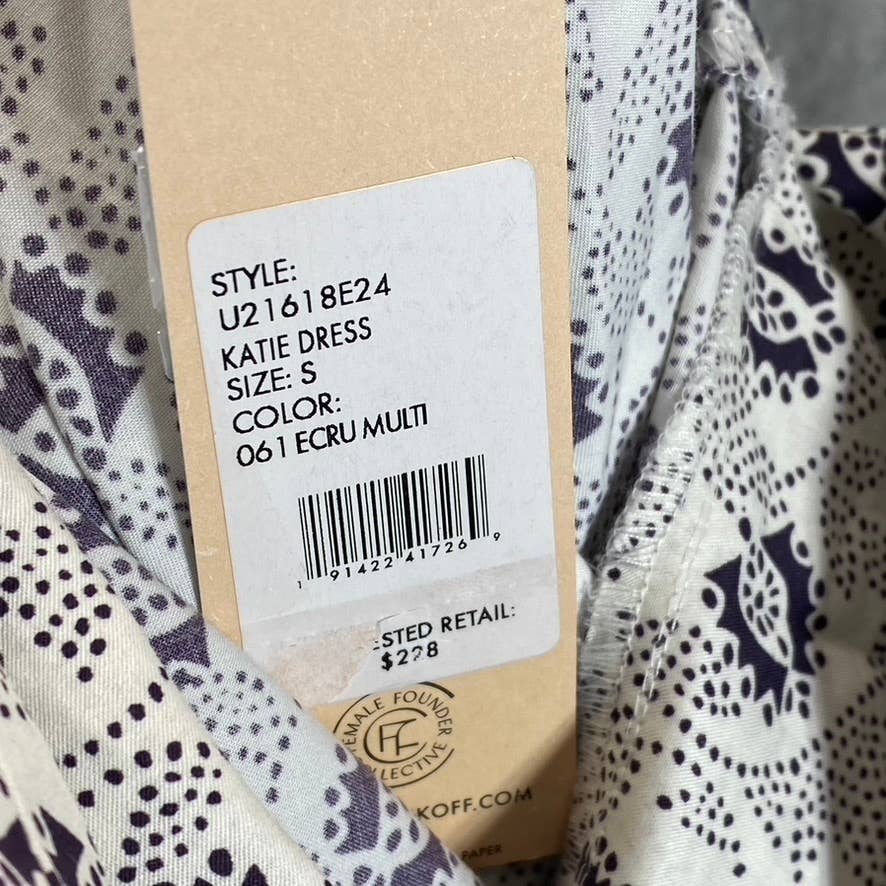 STYLE:
U21618E24
KATIE DRESS
SIZE: S
COLOR:
061 ECRU MULTI
1 91422 41726 9
ESTED RETAIL:
$228
FEMALE FOUNDER
COLLECTIVE
KOFF.COM
PAPER